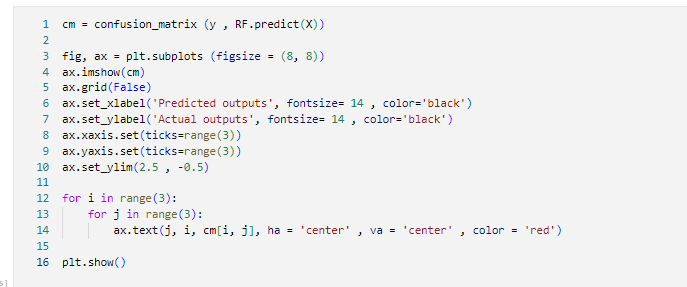 1 cm = confusion_matrix (y , RF.predict(X))
2
3 fig, ax = plt.subplots (figsize = (8, 8))
4 ax.imshow(cm)
5 ax.grid(False)
6 ax.set_xlabel('Predicted outputs', fontsize= 14 , color='black')
7 ax.set_ylabel('Actual outputs', fontsize= 14 , color='black')
8 ax.xaxis.set(ticks=range(3))
9 ax.yaxis.set(ticks=range(3))
10 ax.set_ylim(2.5 , -0.5)
11
12 for i in range(3):
13     for j in range(3):
14         ax.text(j, i, cm[i, j], ha = 'center' , va = 'center' , color = 'red')
15
16 plt.show()